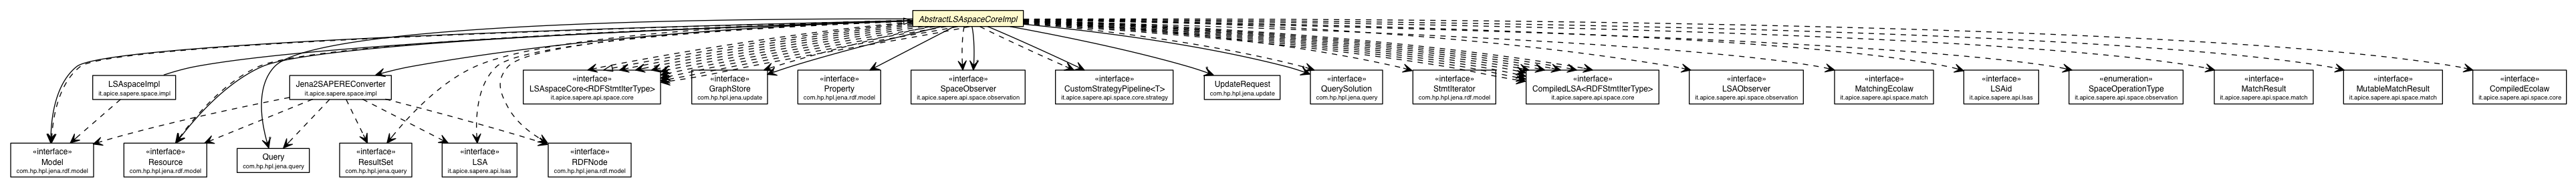 AbstractLSAspaceCoreImpl
LSAspaceImpl
it.apice.sapere.space.impl
Jena2SAPEREConverter
it.apice.sapere.space.impl
«interface»
LSAspaceCore<RDFStmtIterType>
it.apice.sapere.api.space.core
«interface»
GraphStore
com.hp.hpl.jena.update
«interface»
Property
com.hp.hpl.jena.rdf.model
«interface»
SpaceObserver
it.apice.sapere.api.space.observation
«interface»
CustomStrategyPipeline<T>
it.apice.sapere.api.space.core.strategy
UpdateRequest
com.hp.hpl.jena.update
«interface»
QuerySolution
com.hp.hpl.jena.query
«interface»
StmtIterator
com.hp.hpl.jena.rdf.model
«interface»
CompiledLSA<RDFStmtIterType>
it.apice.sapere.api.space.core
«interface»
LSAObserver
it.apice.sapere.api.space.observation
«interface»
MatchingEcolaw
it.apice.sapere.api.space.match
«interface»
LSAid
it.apice.sapere.api.lsas
«enumeration»
SpaceOperationType
it.apice.sapere.api.space.observation
«interface»
MatchResult
it.apice.sapere.api.space.match
«interface»
MutableMatchResult
it.apice.sapere.api.space.match
«interface»
CompiledEcolaw
it.apice.sapere.api.space.core
«interface»
Model
com.hp.hpl.jena.rdf.model
«interface»
Resource
com.hp.hpl.jena.rdf.model
Query
com.hp.hpl.jena.query
«interface»
ResultSet
com.hp.hpl.jena.query
«interface»
LSA
it.apice.sapere.api.lsas
«interface»
RDFNode
com.hp.hpl.jena.rdf.model